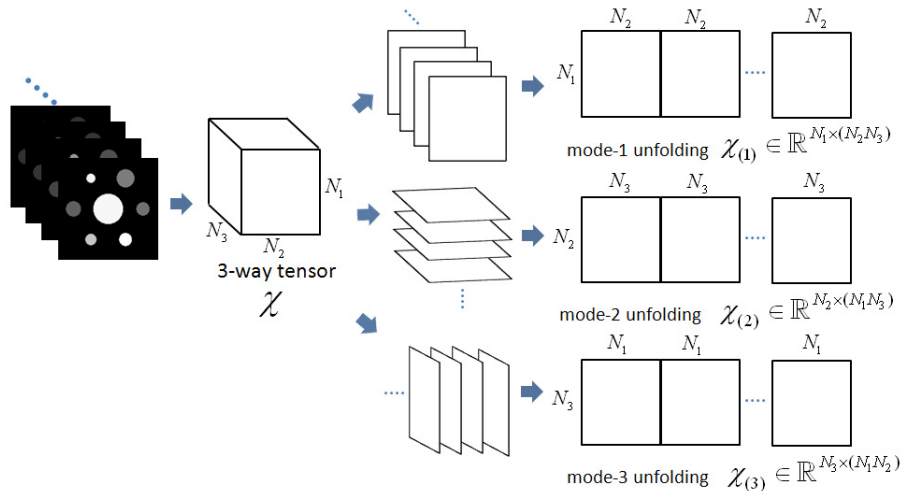 N₂ N₂ N₂
N₁
mode-1 unfolding χ₍₁₎ ∈ ℝ^{N₁×(N₂N₃)}
N₁
N₃
N₂
3-way tensor
χ
N₃ N₃ N₃
N₂
mode-2 unfolding χ₍₂₎ ∈ ℝ^{N₂×(N₁N₃)}
N₁ N₁ N₁
N₃
mode-3 unfolding χ₍₃₎ ∈ ℝ^{N₃×(N₁N₂)}